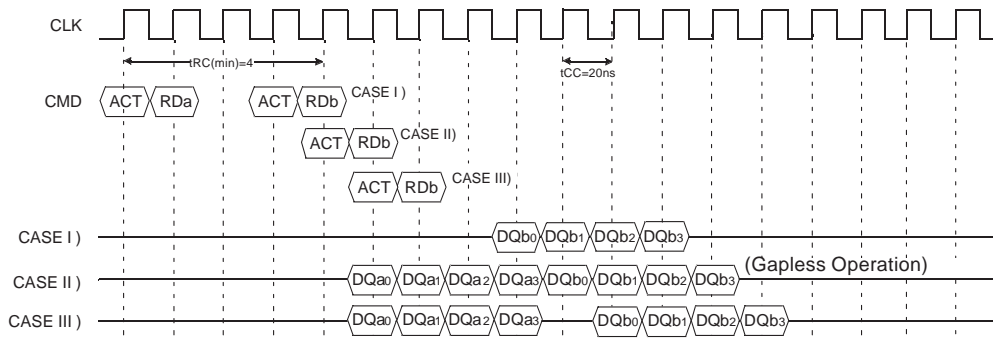 CLK
tRC(min)=4
tCC=20ns
CMD ACT RDa ACT RDb CASE I )
ACT RDb CASE II)
ACT RDb CASE III)
CASE I ) DQb0 DQb1 DQb2 DQb3
(Gapless Operation)
CASE II ) DQa0 DQa1 DQa2 DQa3 DQb0 DQb1 DQb2 DQb3
CASE III ) DQa0 DQa1 DQa2 DQa3 DQb0 DQb1 DQb2 DQb3